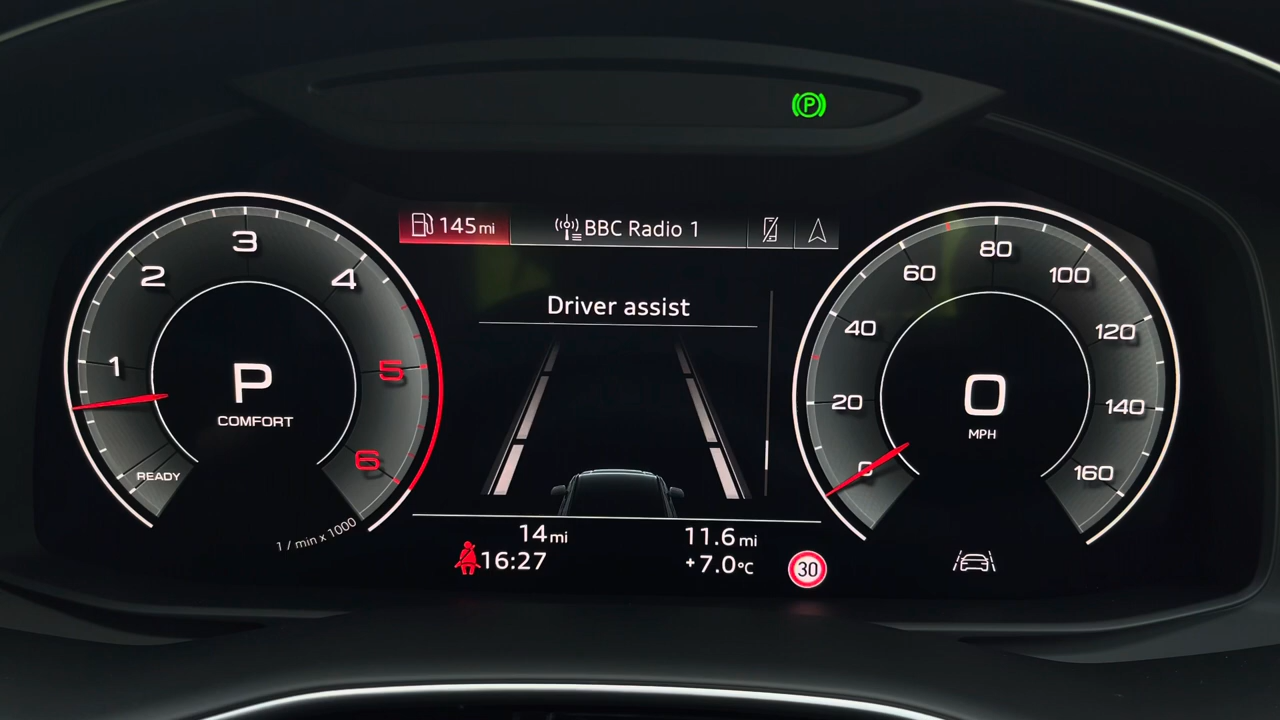 P
145 mi
BBC Radio 1
Driver assist
1
2
3
4
5
6
READY
P
COMFORT
1 / min x 1000
0
20
40
60
80
100
120
140
160
0
MPH
14 mi
11.6 mi
16:27
+7.0°C
30